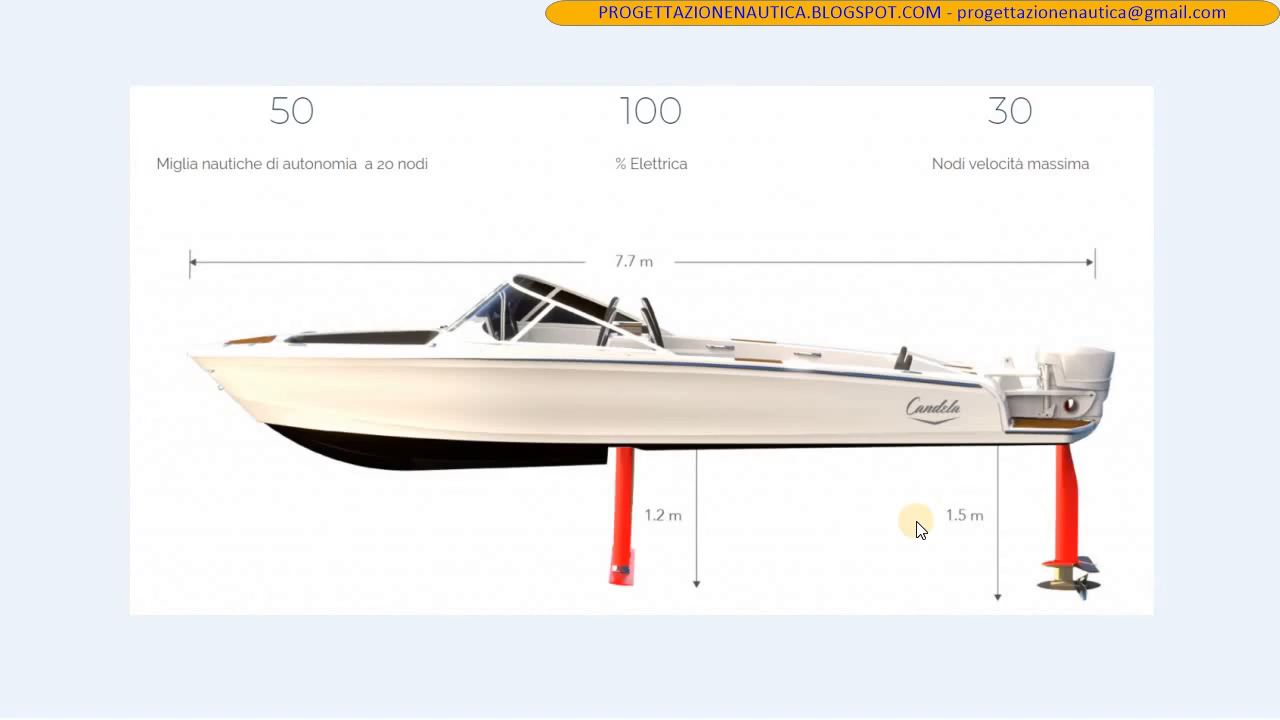 PROGETTAZIONENAUTICA.BLOGSPOT.COM - progettazionenautica@gmail.com
50
100
30
Miglia nautiche di autonomia a 20 nodi
% Elettrica
Nodi velocità massima
7.7 m
Candela
1.2 m
1.5 m